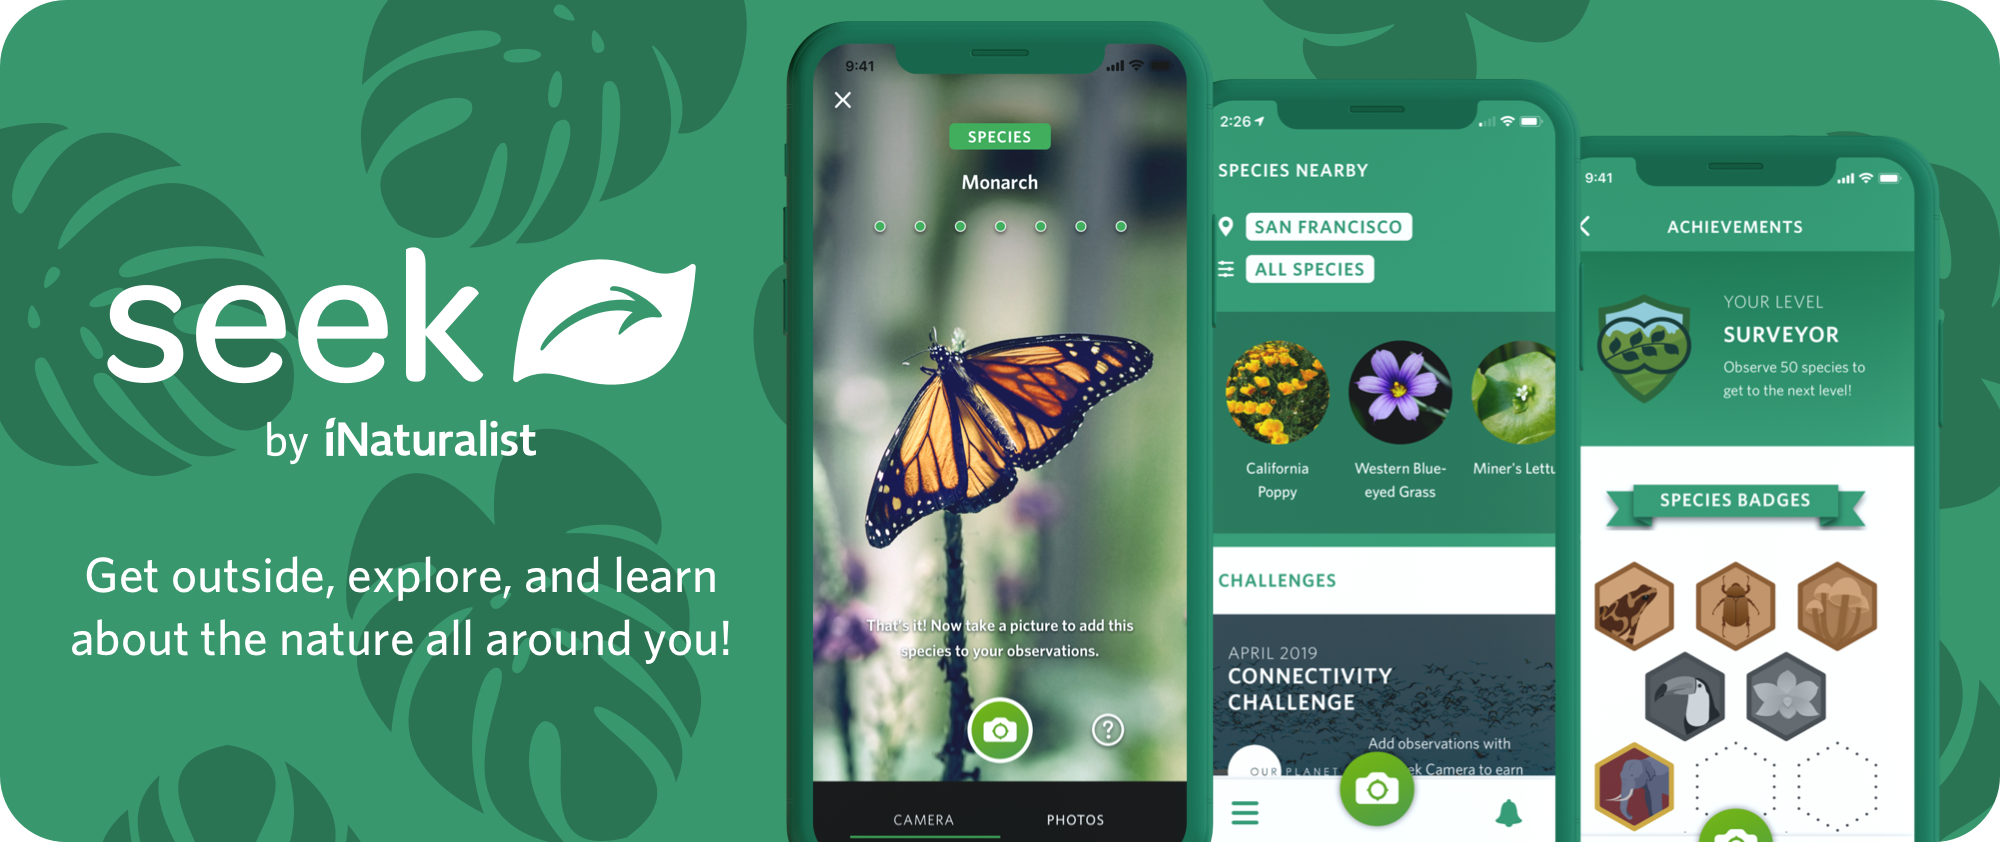 seek
by iNaturalist
Get outside, explore, and learn
about the nature all around you!
9:41
SPECIES
Monarch
That's it! Now take a picture to add this
species to your observations.
?
CAMERA PHOTOS
2:26
SPECIES NEARBY
SAN FRANCISCO
ALL SPECIES
California
Poppy
Western Blue-
eyed Grass
Miner's Lettu
CHALLENGES
APRIL 2019
CONNECTIVITY
CHALLENGE
Add observations with
ek Camera to earn
OUR PLANET
9:41
ACHIEVEMENTS
YOUR LEVEL
SURVEYOR
Observe 50 species to
get to the next level!
SPECIES BADGES